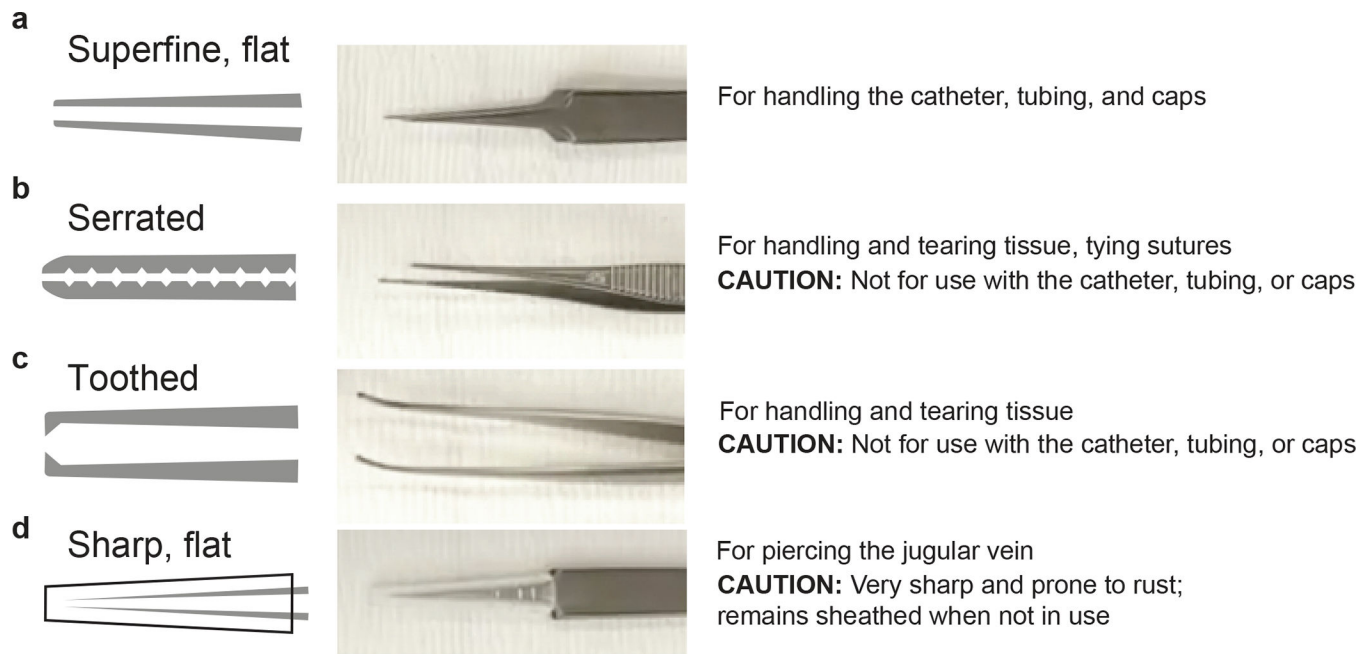 a
Superfine, flat
For handling the catheter, tubing, and caps
b
Serrated
For handling and tearing tissue, tying sutures
CAUTION: Not for use with the catheter, tubing, or caps
c
Toothed
For handling and tearing tissue
CAUTION: Not for use with the catheter, tubing, or caps
d
Sharp, flat
For piercing the jugular vein
CAUTION: Very sharp and prone to rust;
remains sheathed when not in use